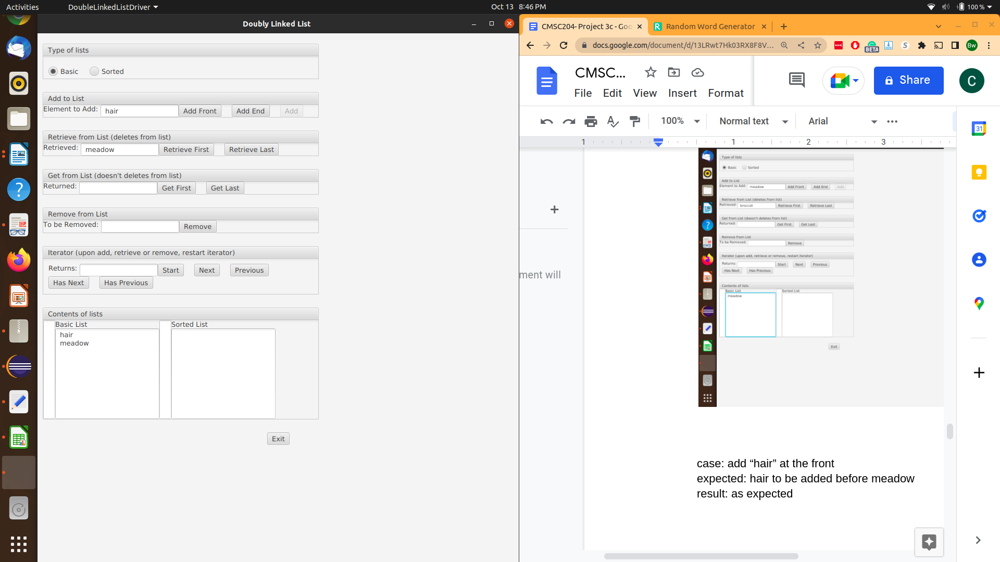 Activities
DoubleLinkedListDriver
Oct 13 8:46 PM
100 %
Doubly Linked List
Type of lists
Basic
Sorted
Add to List
Element to Add:
hair
Add Front
Add End
Add
Retrieve from List (deletes from list)
Retrieved:
meadow
Retrieve First
Retrieve Last
Get from List (doesn't deletes from list)
Returned:
Get First
Get Last
Remove from List
To be Removed:
Remove
Iterator (upon add, retrieve or remove, restart iterator)
Returns:
Start
Next
Previous
Has Next
Has Previous
Contents of lists
Basic List
Sorted List
hair
meadow
Exit
CMSC204- Project 3c - Goo
Random Word Generator
docs.google.com/document/d/13LRwt7Hk03RX8F8V...
BETA
Bw
CMSC...
Share
C
File Edit View Insert Format
100%
Normal text
Arial
1 1 2 3
31
ment will
Type of lists
Basic
Sorted
Add to List
Element to Add:
meadow
Add Front
Add End
Add
Retrieve from List (deletes from list)
Retrieved:
broccoli
Retrieve First
Retrieve Last
Get from List (doesn't deletes from list)
Returned:
Get First
Get Last
Remove from List
To be Removed:
Remove
Iterator (upon add, retrieve or remove, restart iterator)
Returns:
Start
Next
Previous
Has Next
Has Previous
Contents of lists
Basic List
Sorted List
meadow
Exit
case: add “hair” at the front
expected: hair to be added before meadow
result: as expected